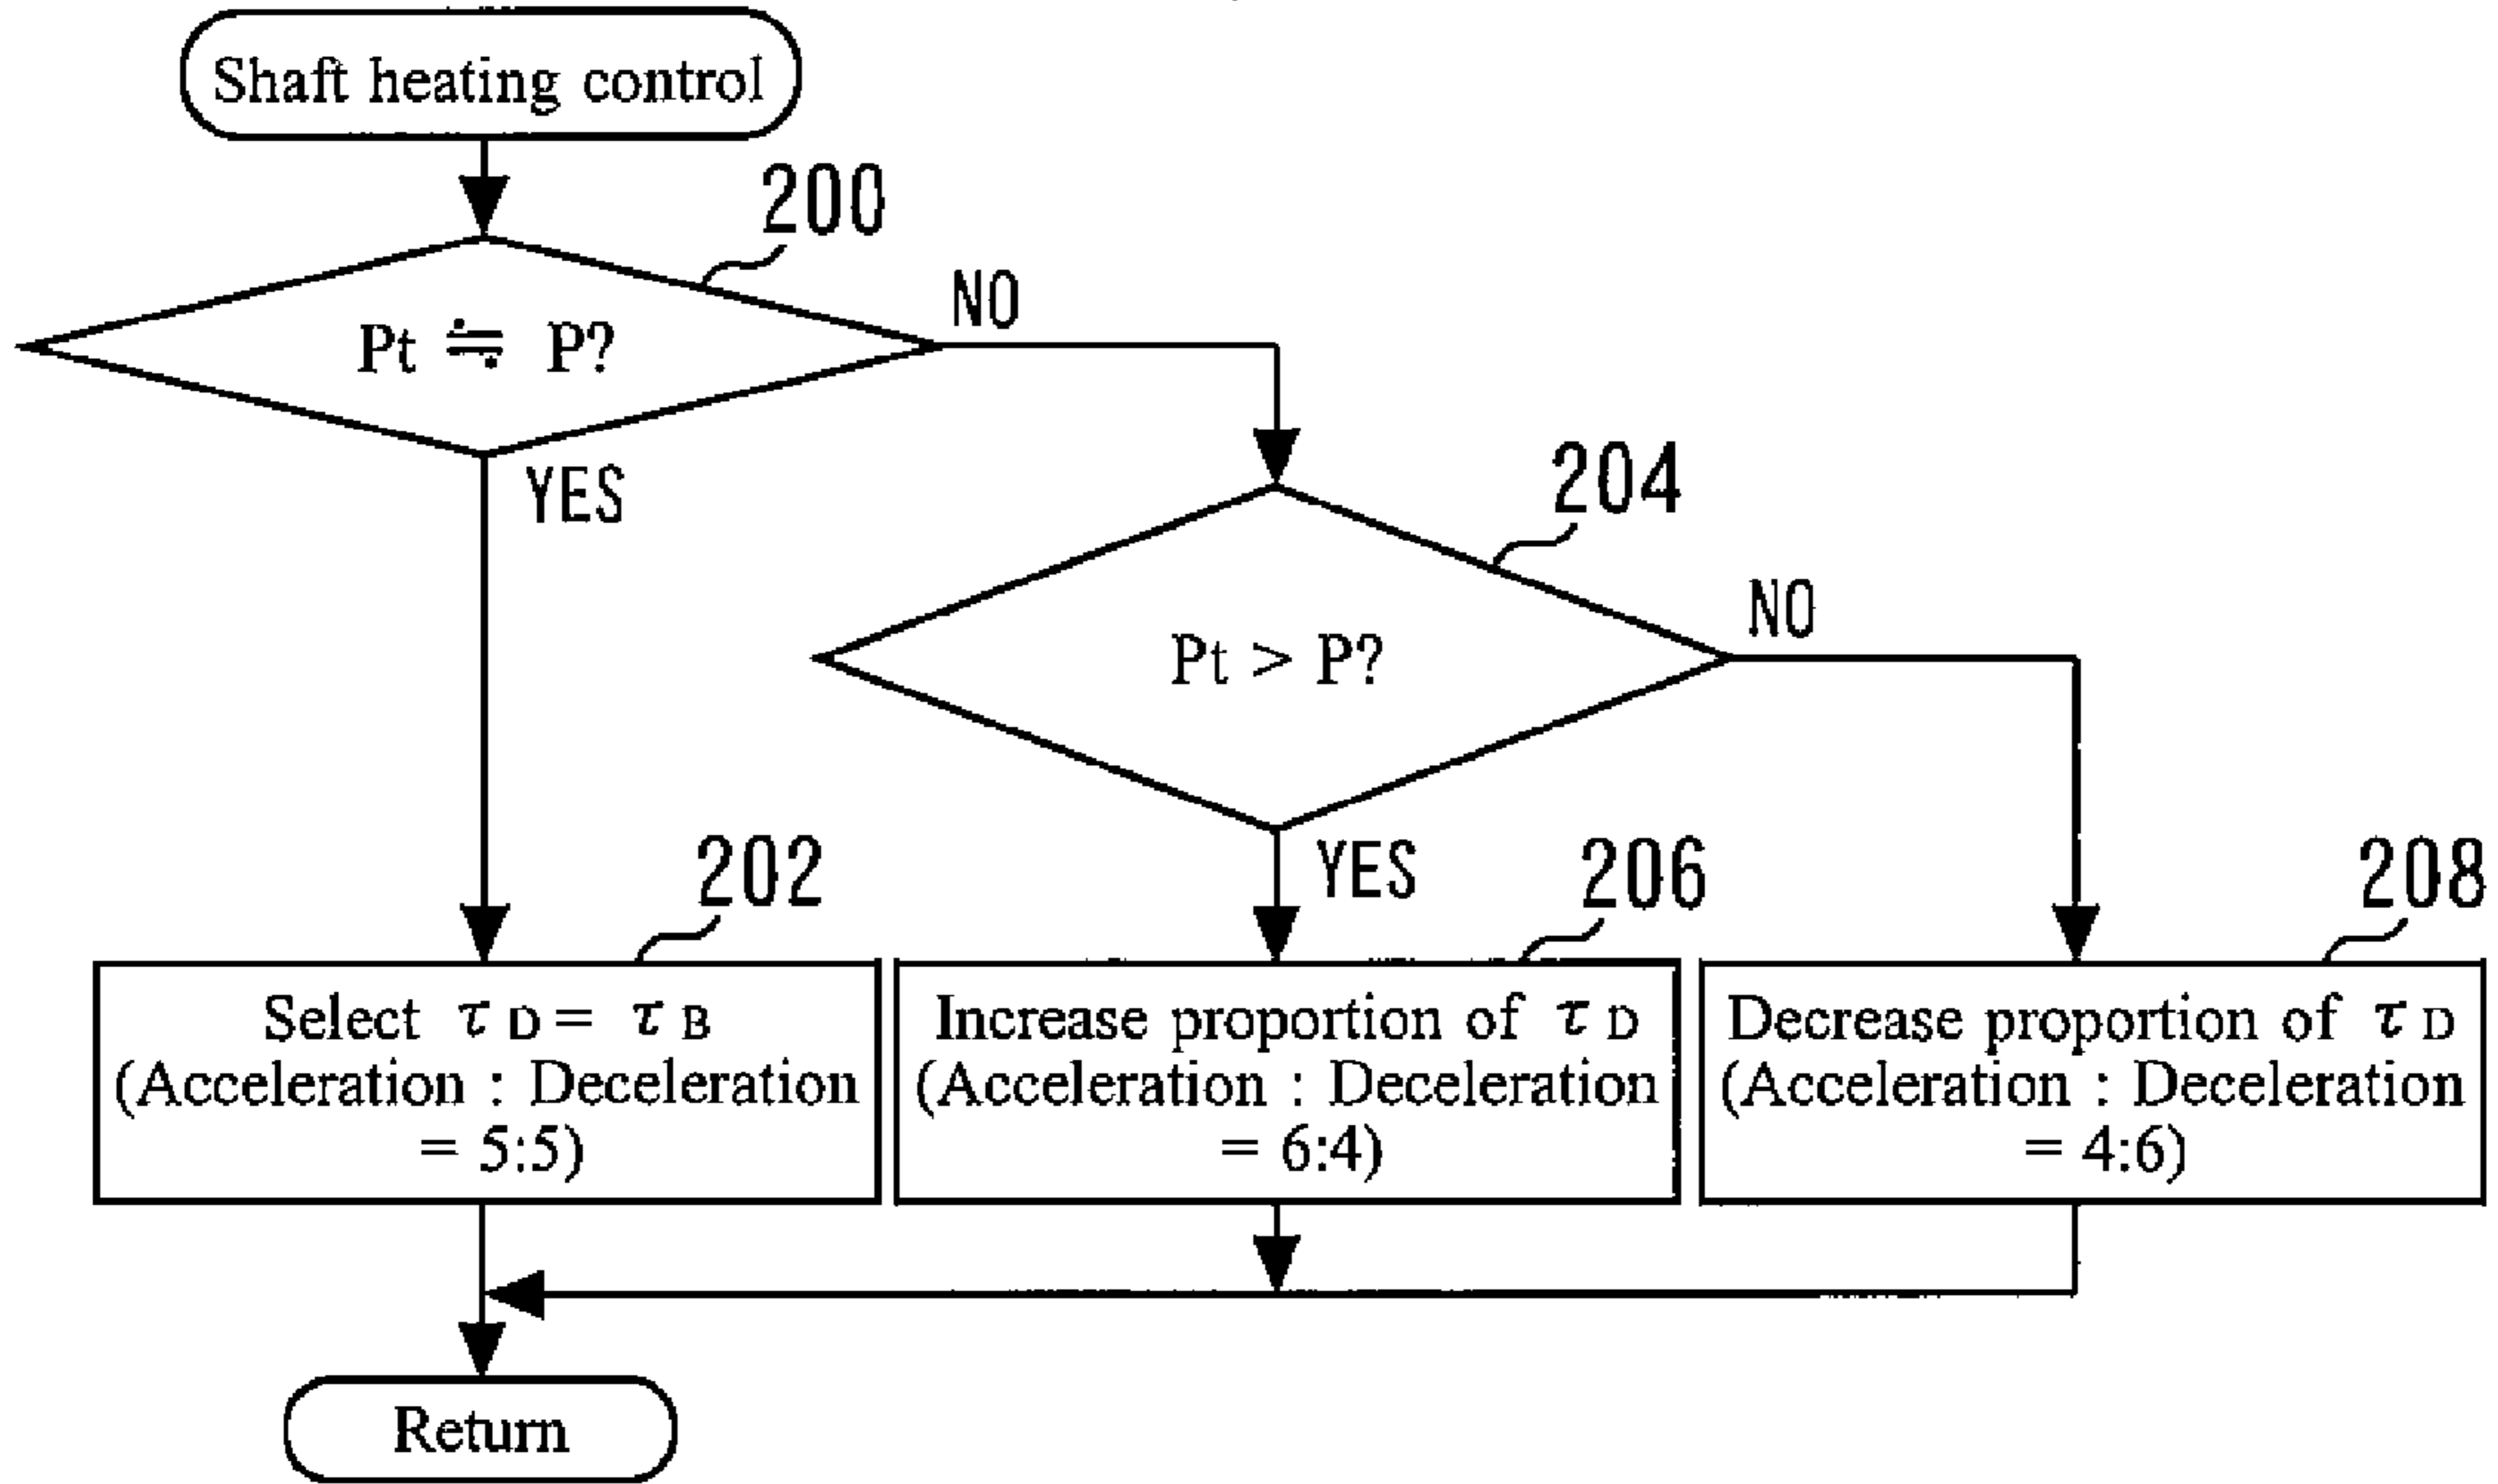 Shaft heating control
200
Pt ≒ P?
NO
YES
204
Pt > P?
NO
YES
202
Select τD = τB
(Acceleration : Deceleration
= 5:5)
206
Increase proportion of τD
(Acceleration : Deceleration
= 6:4)
208
Decrease proportion of τD
(Acceleration : Deceleration
= 4:6)
Return